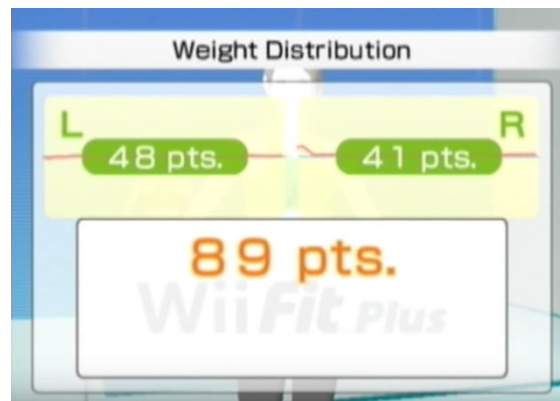 Weight Distribution
L R
48 pts. 41 pts.
89 pts.
Wii Fit Plus